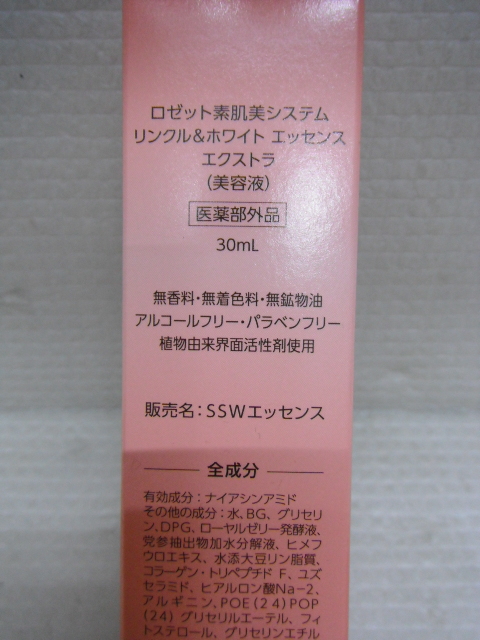 ロゼット素肌美システム
リンクル&ホワイト エッセンス
エクストラ
(美容液)
医薬部外品
30mL
無香料・無着色料・無鉱物油
アルコールフリー・パラベンフリー
植物由来界面活性剤使用
販売名:SSWエッセンス
全成分
有効成分:ナイアシンアミド
その他の成分:水、BG、グリセリ
ン、DPG、ローヤルゼリー発酵液、
党参抽出物加水分解液、ヒメフ
ウロエキス、水添大豆リン脂質、
コラーゲン・トリペプチド F、ユズ
セラミド、ヒアルロン酸Na-2、
アルギニン、POE(24)POP
(24)グリセリルエーテル、フィ
トステロール、グリセリンエチル